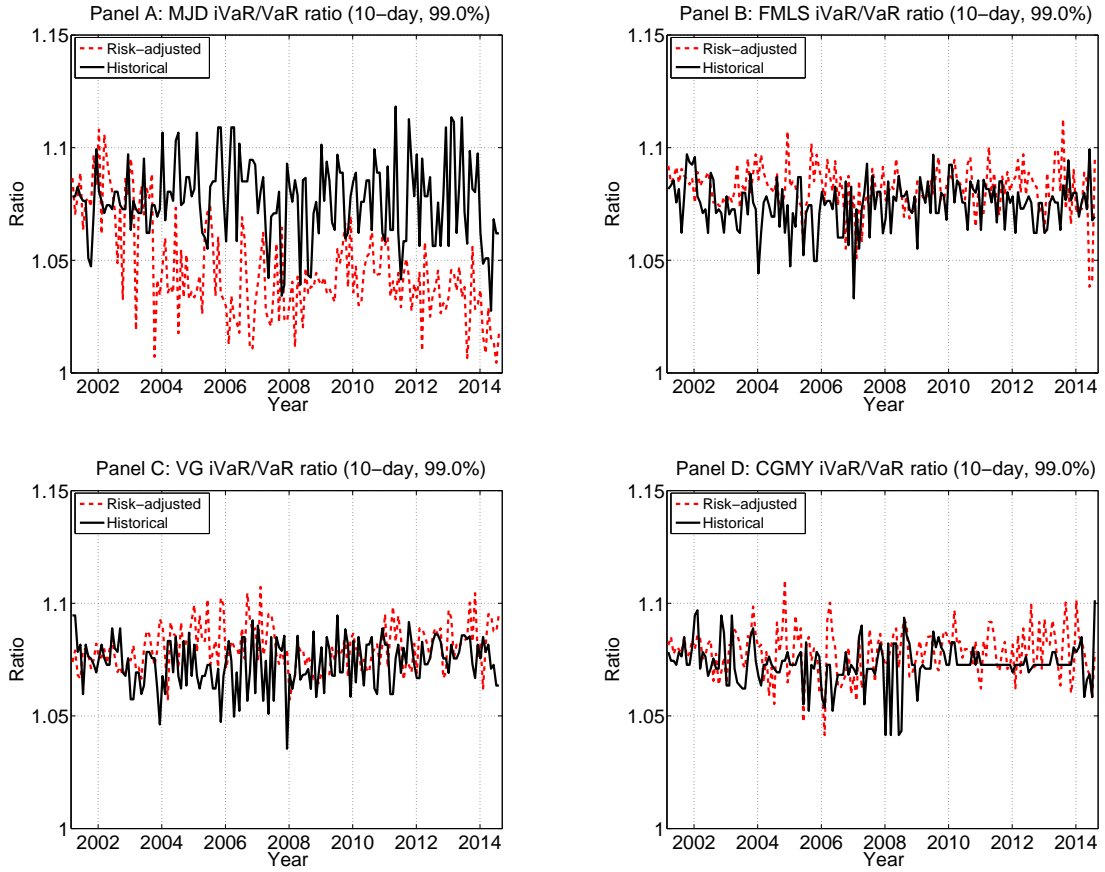 Panel A: MJD iVaR/VaR ratio (10−day, 99.0%)
1.15
1.1
1.05
1
Ratio
Risk−adjusted
Historical
2002 2004 2006 2008 2010 2012 2014
Year
Panel B: FMLS iVaR/VaR ratio (10−day, 99.0%)
1.15
1.1
1.05
1
Ratio
Risk−adjusted
Historical
2002 2004 2006 2008 2010 2012 2014
Year
Panel C: VG iVaR/VaR ratio (10−day, 99.0%)
1.15
1.1
1.05
1
Ratio
Risk−adjusted
Historical
2002 2004 2006 2008 2010 2012 2014
Year
Panel D: CGMY iVaR/VaR ratio (10−day, 99.0%)
1.15
1.1
1.05
1
Ratio
Risk−adjusted
Historical
2002 2004 2006 2008 2010 2012 2014
Year